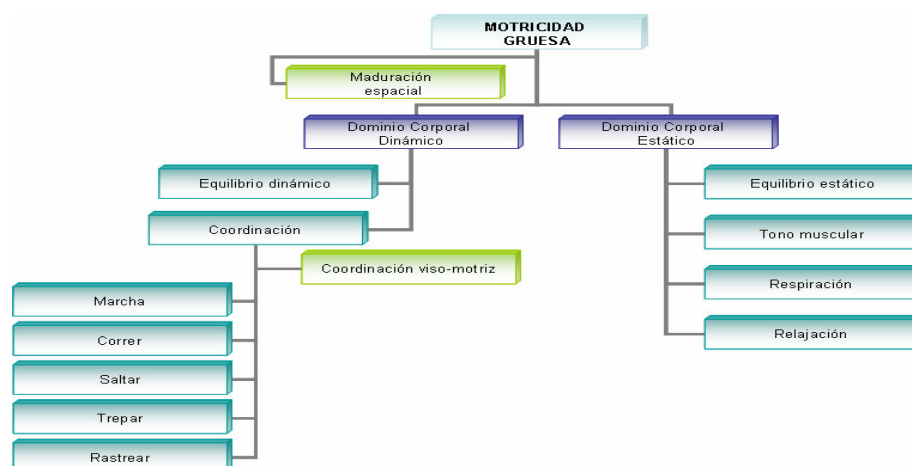 MOTRICIDAD
GRUESA
Maduración
espacial
Dominio Corporal
Dinámico
Dominio Corporal
Estático
Equilibrio dinámico
Equilibrio estático
Coordinación
Tono muscular
Coordinación viso-motriz
Respiración
Marcha
Correr
Relajación
Saltar
Trepar
Rastrear